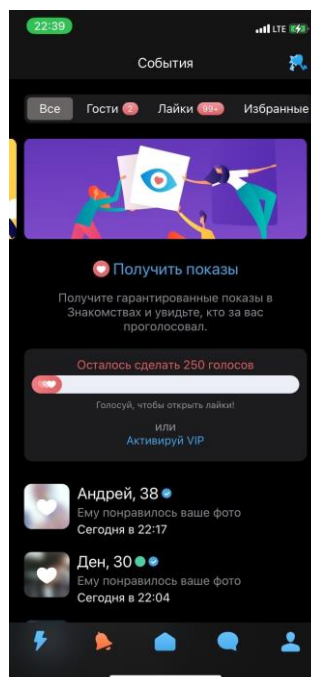 22:39
LTE
События
Все Гости 2 Лайки 99+ Избранные
Получить показы
Получите гарантированные показы в
Знакомствах и увидьте, кто за вас
проголосовал.
Осталось сделать 250 голосов
Голосуй, чтобы открыть лайки!
или
Активируй VIP
Андрей, 38
Ему понравилось ваше фото
Сегодня в 22:17
Ден, 30
Ему понравилось ваше фото
Сегодня в 22:04